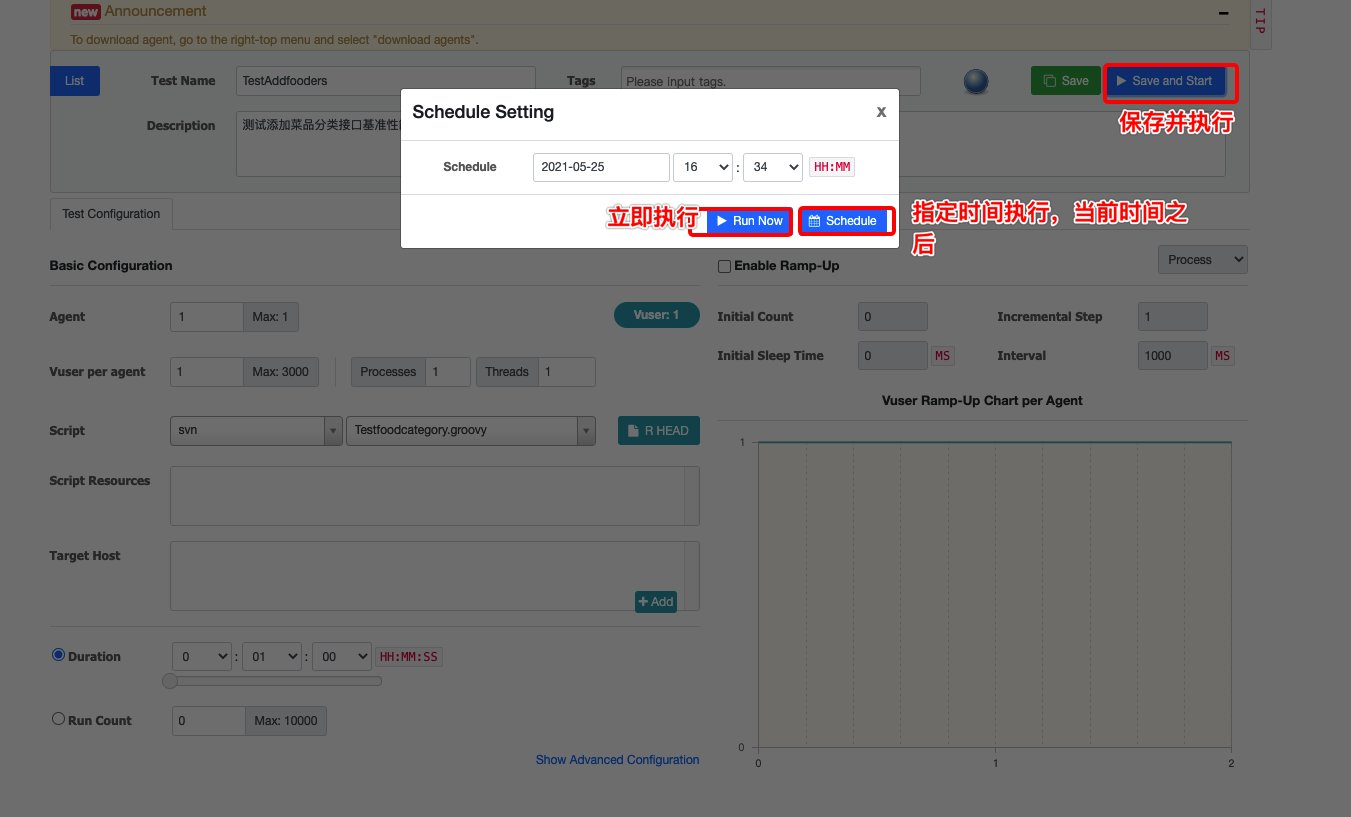 new Announcement
TIP
To download agent, go to the right-top menu and select "download agents".
List
Test Name
TestAddfooders
Tags
Please input tags.
Save
Save and Start
保存并执行
Description
测试添加菜品分类接口基准性
Schedule Setting
x
Schedule
2021-05-25
16 : 34 HH:MM
立即执行
Run Now
Schedule
指定时间执行，当前时间之
后
Test Configuration
Basic Configuration
Enable Ramp-Up
Process
Agent
1
Max: 1
Vuser: 1
Initial Count
0
Incremental Step
1
Initial Sleep Time
0
MS
Interval
1000
MS
Vuser per agent
1
Max: 3000
Processes
1
Threads
1
Vuser Ramp-Up Chart per Agent
Script
svn
Testfoodcategory.groovy
R HEAD
Script Resources
Target Host
+ Add
Duration
0 : 01 : 00 HH:MM:SS
Run Count
0
Max: 10000
Show Advanced Configuration
1
0
0 1 2